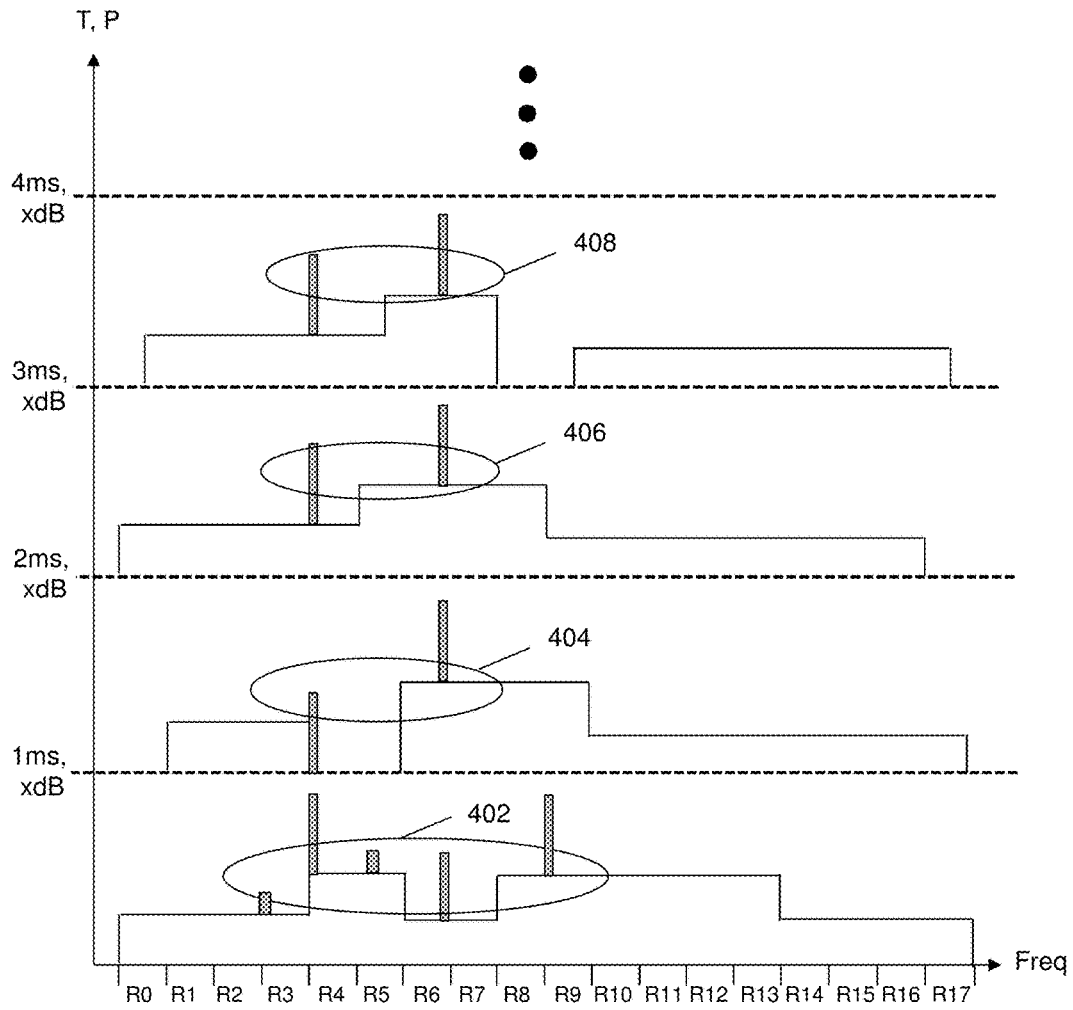 T, P
4ms,
xdB
408
3ms,
xdB
406
2ms,
xdB
404
1ms,
xdB
402
Freq
R0 R1 R2 R3 R4 R5 R6 R7 R8 R9 R10 R11 R12 R13 R14 R15 R16 R17